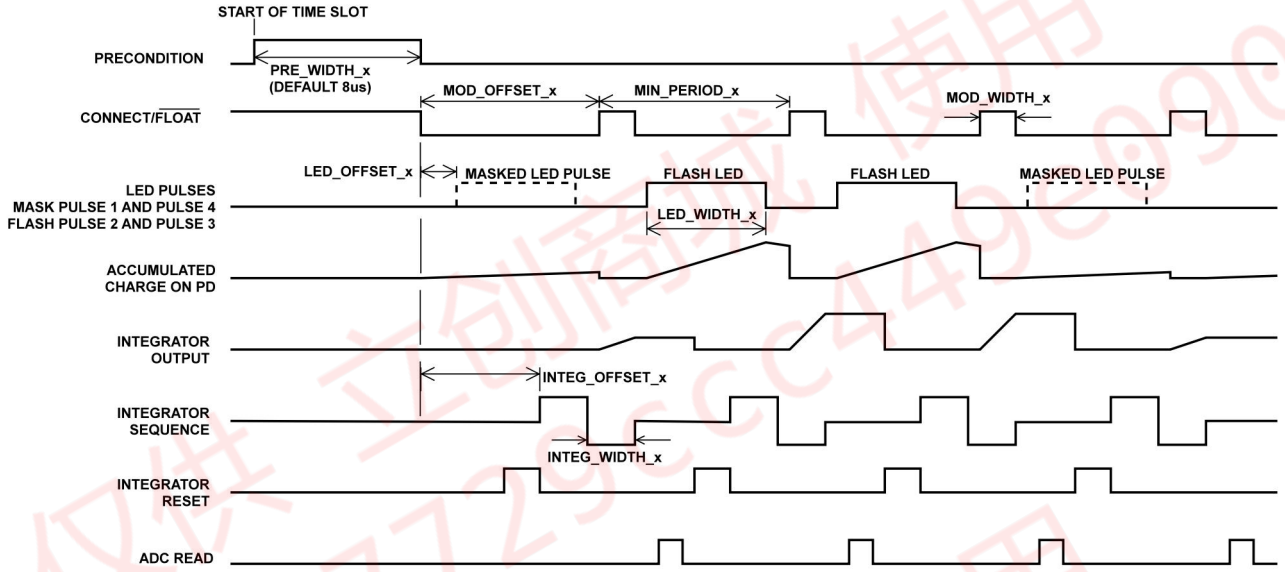 START OF TIME SLOT
PRECONDITION
PRE_WIDTH_x
(DEFAULT 8us)
MOD_OFFSET_x
MIN_PERIOD_x
MOD_WIDTH_x
CONNECT/FLOAT
LED_OFFSET_x
MASKED LED PULSE
FLASH LED
FLASH LED
MASKED LED PULSE
LED PULSES
MASK PULSE 1 AND PULSE 4
FLASH PULSE 2 AND PULSE 3
LED_WIDTH_x
ACCUMULATED
CHARGE ON PD
INTEGRATOR
OUTPUT
INTEG_OFFSET_x
INTEGRATOR
SEQUENCE
INTEG_WIDTH_x
INTEGRATOR
RESET
ADC READ
仅供 立创商城 使用
729ccc449e090
用